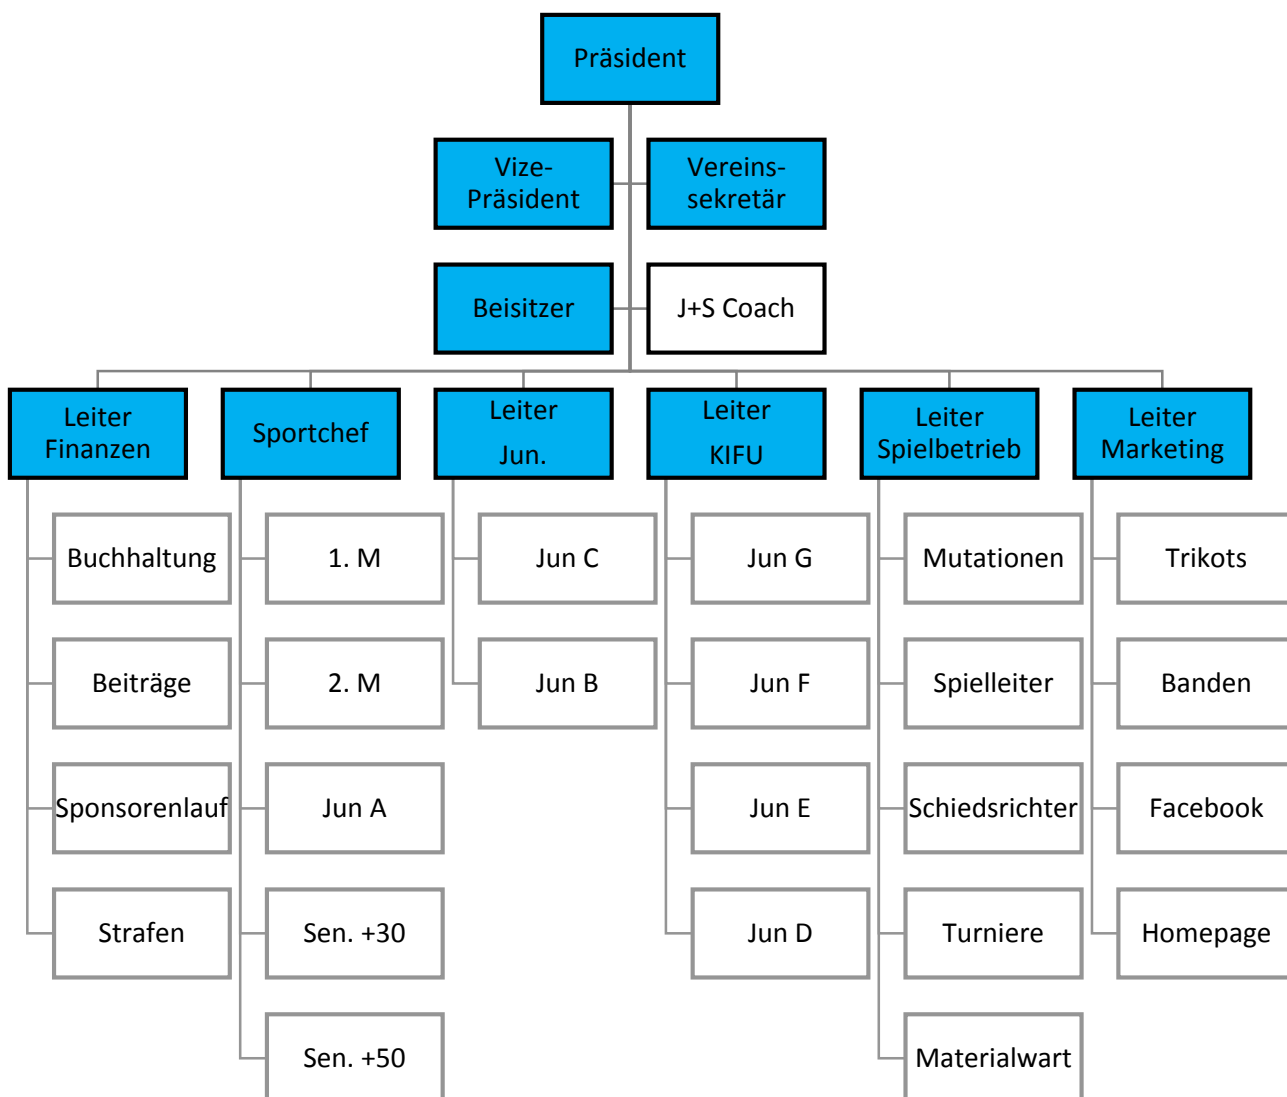 Präsident
Vize-
Präsident
Vereins-
sekretär
Beisitzer
J+S Coach
Leiter
Finanzen
Sportchef
Leiter
Jun.
Leiter
KIFU
Leiter
Spielbetrieb
Leiter
Marketing
Buchhaltung
1. M
Jun C
Jun G
Mutationen
Trikots
Beiträge
2. M
Jun B
Jun F
Spielleiter
Banden
Sponsorenlauf
Jun A
Jun E
Schiedsrichter
Facebook
Strafen
Sen. +30
Jun D
Turniere
Homepage
Sen. +50
Materialwart